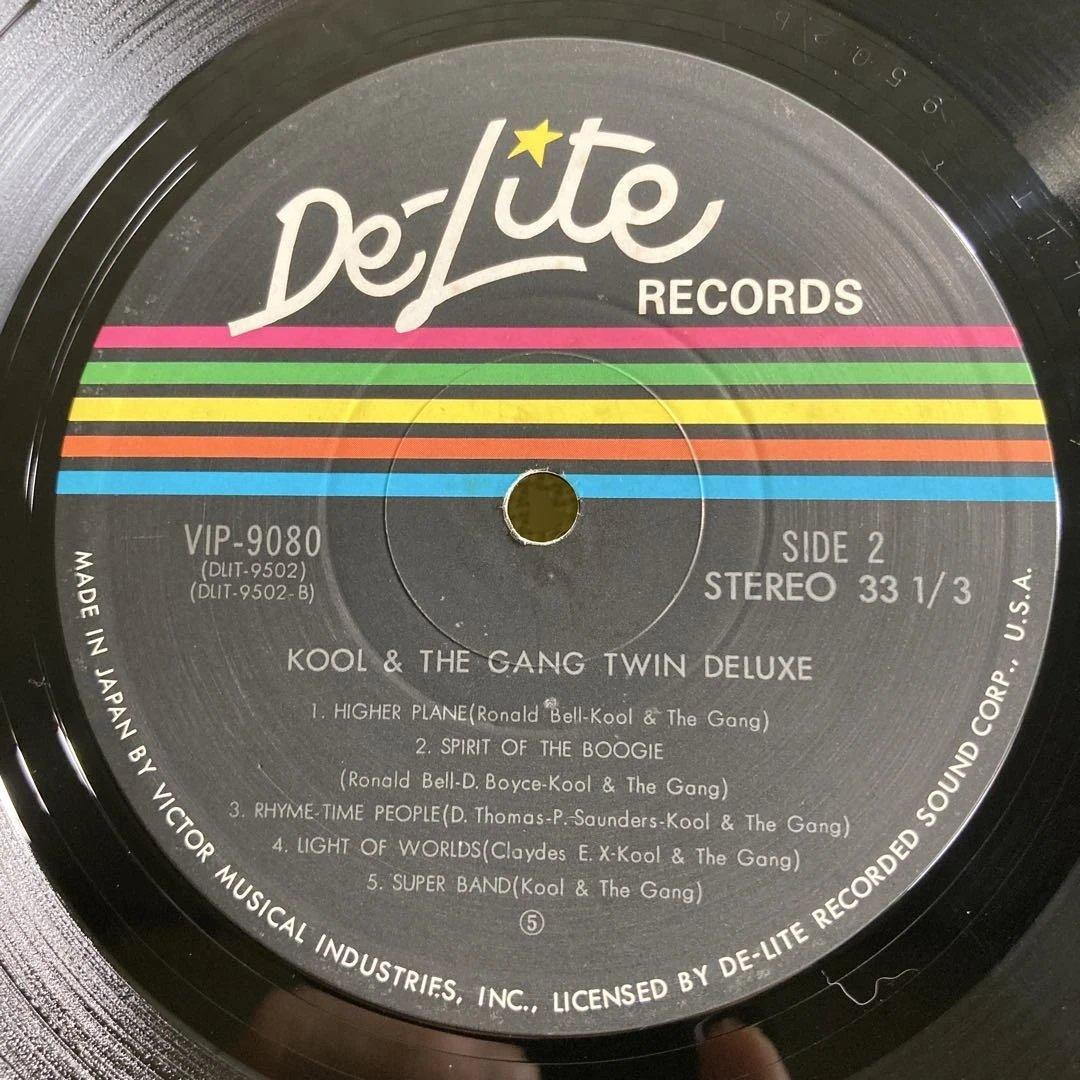 De-Lite
RECORDS
VIP-9080
(DLIT-9502)
(DLIT-9502-B)
SIDE 2
STEREO 33 1/3
KOOL & THE GANG TWIN DELUXE
1. HIGHER PLANE(Ronald Bell-Kool & The Gang)
2. SPIRIT OF THE BOOGIE
(Ronald Bell-D. Boyce-Kool & The Gang)
3. RHYME-TIME PEOPLE(D. Thomas-P. Saunders-Kool & The Gang)
4. LIGHT OF WORLDS(Claydes E. X-Kool & The Gang)
5. SUPER BAND(Kool & The Gang)
⑤
MADE IN JAPAN BY VICTOR MUSICAL INDUSTRIES, INC., LICENSED BY DE-LITE RECORDED SOUND CORP., U.S.A.